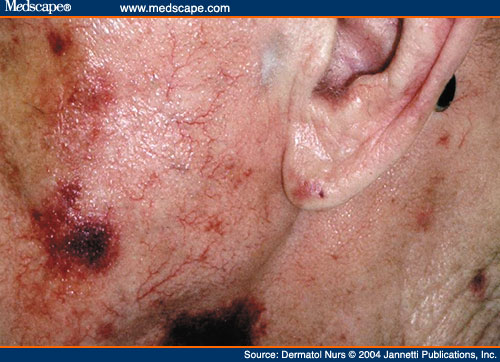 Medscape® www.medscape.com
Source: Dermatol Nurs © 2004 Jannetti Publications, Inc.